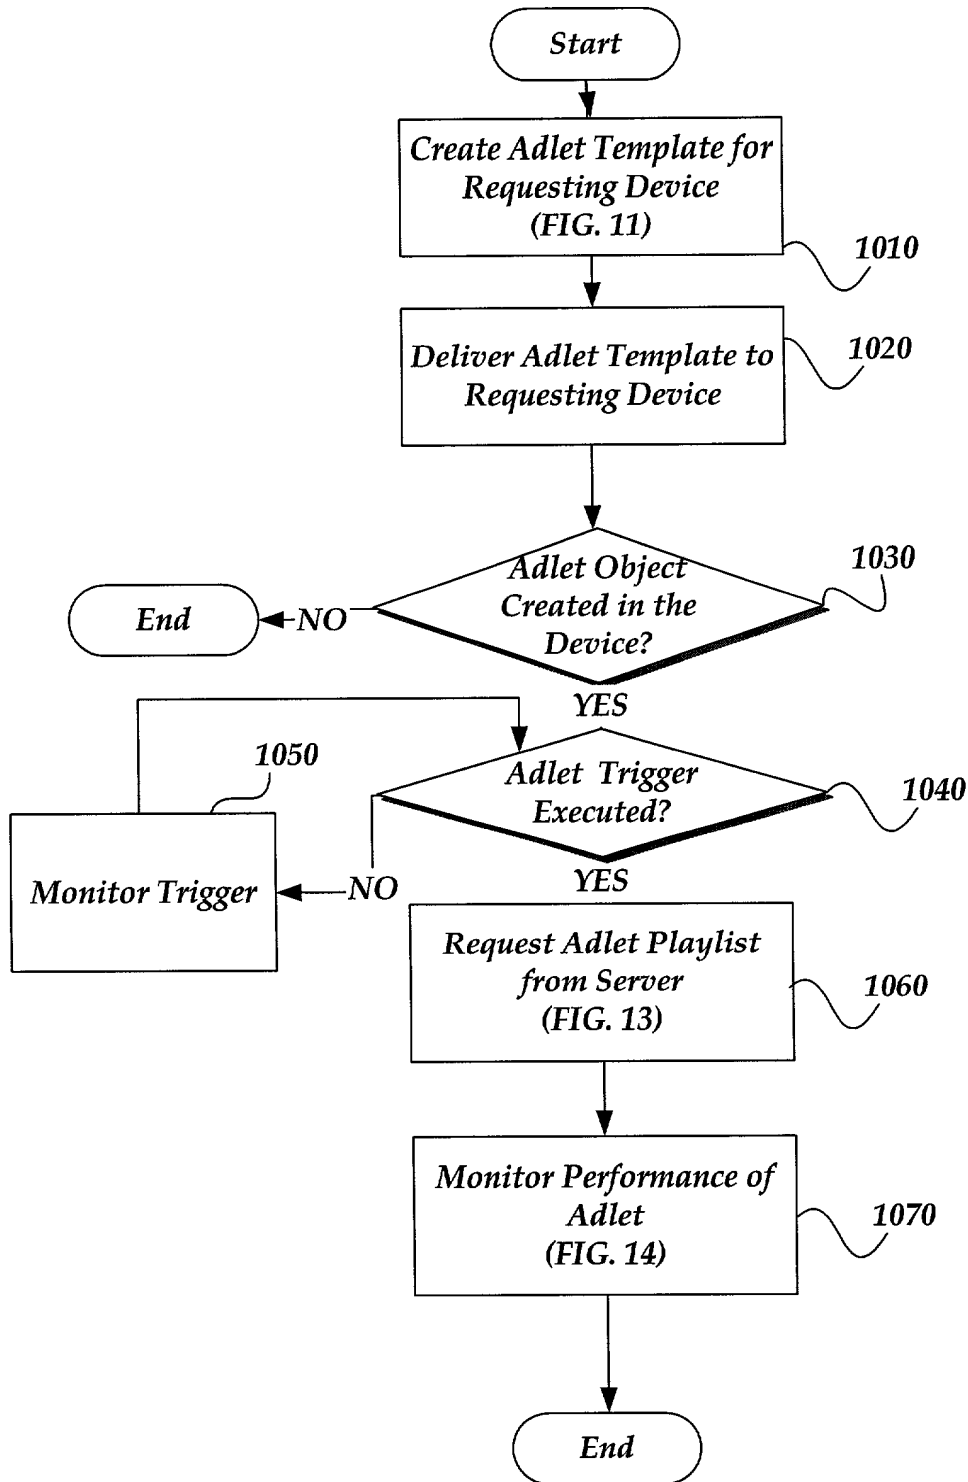 Start
Create Adlet Template for
Requesting Device
(FIG. 11)
1010
Deliver Adlet Template to
Requesting Device
1020
Adlet Object
Created in the
Device?
1030
End
NO
YES
1050
Adlet Trigger
Executed?
1040
Monitor Trigger
NO
YES
Request Adlet Playlist
from Server
(FIG. 13)
1060
Monitor Performance of
Adlet
(FIG. 14)
1070
End